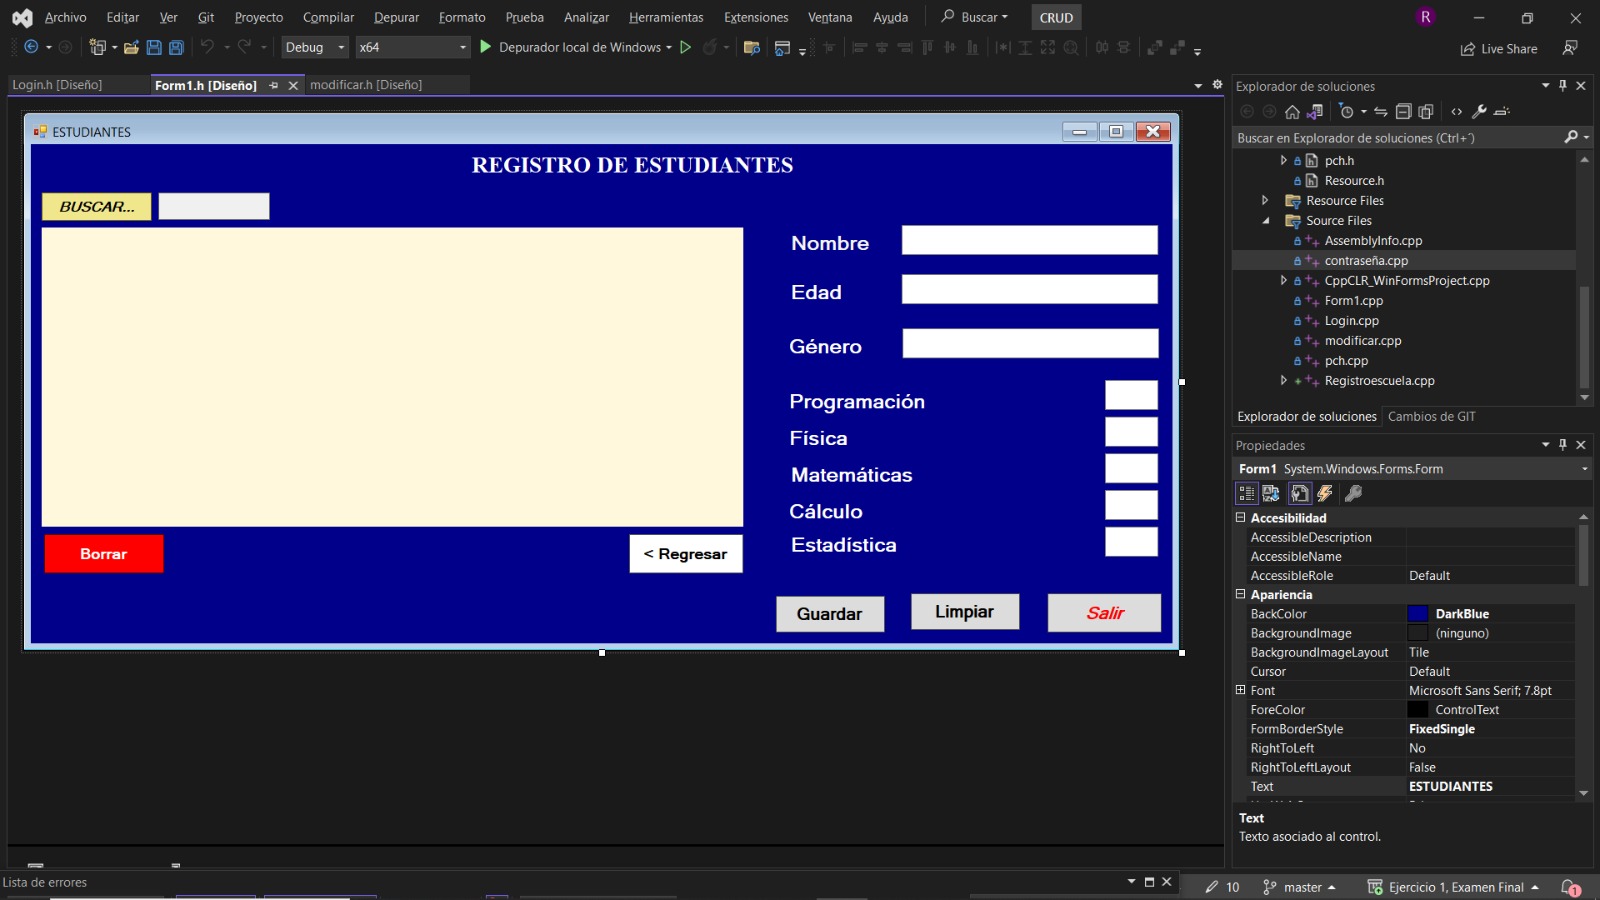 Archivo Editar Ver Git Proyecto Compilar Depurar Formato Prueba Analizar Herramientas Extensiones Ventana Ayuda Buscar CRUD R
Debug x64 Depurador local de Windows Live Share
Login.h [Diseño] Form1.h [Diseño] modificar.h [Diseño]
ESTUDIANTES
REGISTRO DE ESTUDIANTES
BUSCAR...
Nombre
Edad
Género
Programación
Física
Matemáticas
Cálculo
Estadística
Borrar
< Regresar
Guardar
Limpiar
Salir
Explorador de soluciones
Buscar en Explorador de soluciones (Ctrl+´)
pch.h
Resource.h
Resource Files
Source Files
AssemblyInfo.cpp
contraseña.cpp
CppCLR_WinFormsProject.cpp
Form1.cpp
Login.cpp
modificar.cpp
pch.cpp
Registroescuela.cpp
Explorador de soluciones Cambios de GIT
Propiedades
Form1 System.Windows.Forms.Form
Accesibilidad
AccessibleDescription
AccessibleName
AccessibleRole Default
Apariencia
BackColor DarkBlue
BackgroundImage (ninguno)
BackgroundImageLayout Tile
Cursor Default
Font Microsoft Sans Serif; 7.8pt
ForeColor ControlText
FormBorderStyle FixedSingle
RightToLeft No
RightToLeftLayout False
Text ESTUDIANTES
Text
Texto asociado al control.
Lista de errores
10 master Ejercicio 1, Examen Final 1